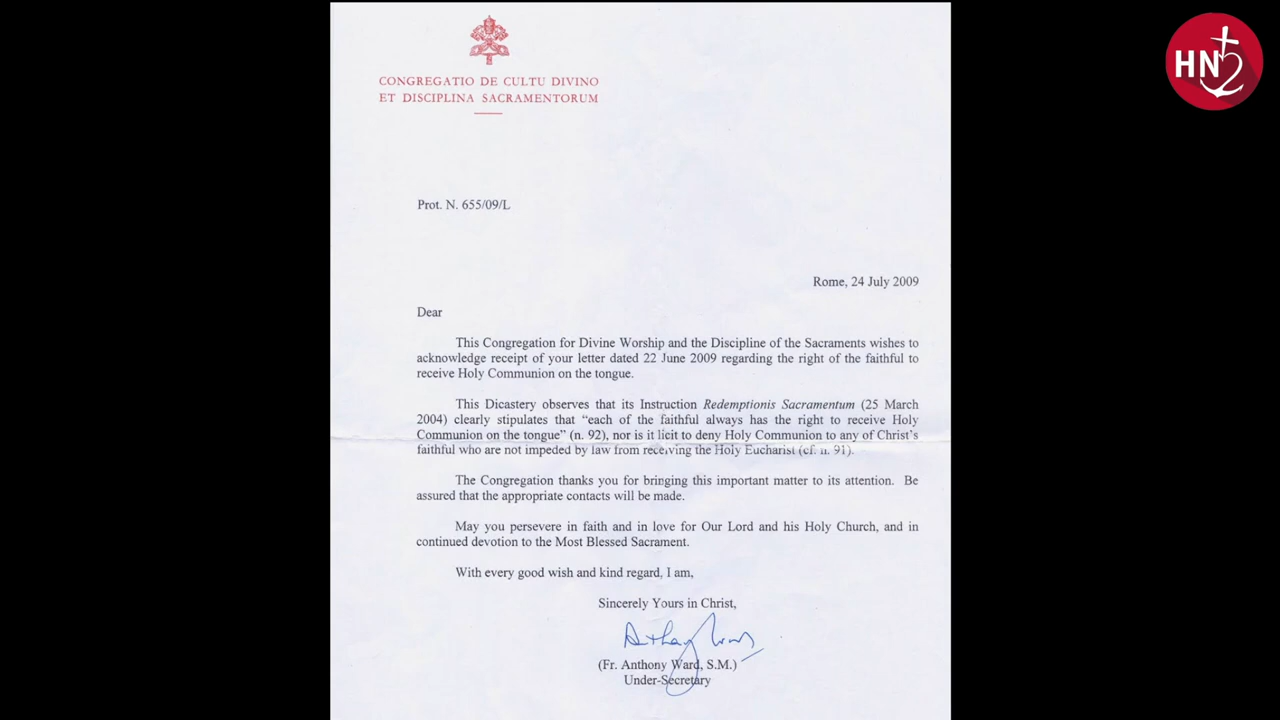 HN
CONGREGATIO DE CULTU DIVINO
ET DISCIPLINA SACRAMENTORUM
Prot. N. 655/09/L
Rome, 24 July 2009
Dear
This Congregation for Divine Worship and the Discipline of the Sacraments wishes to
acknowledge receipt of your letter dated 22 June 2009 regarding the right of the faithful to
receive Holy Communion on the tongue.
This Dicastery observes that its Instruction Redemptionis Sacramentum (25 March
2004) clearly stipulates that “each of the faithful always has the right to receive Holy
Communion on the tongue” (n. 92), nor is it licit to deny Holy Communion to any of Christ’s
faithful who are not impeded by law from receiving the Holy Eucharist (cf. n. 91).
The Congregation thanks you for bringing this important matter to its attention. Be
assured that the appropriate contacts will be made.
May you persevere in faith and in love for Our Lord and his Holy Church, and in
continued devotion to the Most Blessed Sacrament.
With every good wish and kind regard, I am,
Sincerely Yours in Christ,
Anthony Ward
(Fr. Anthony Ward, S.M.)
Under-Secretary